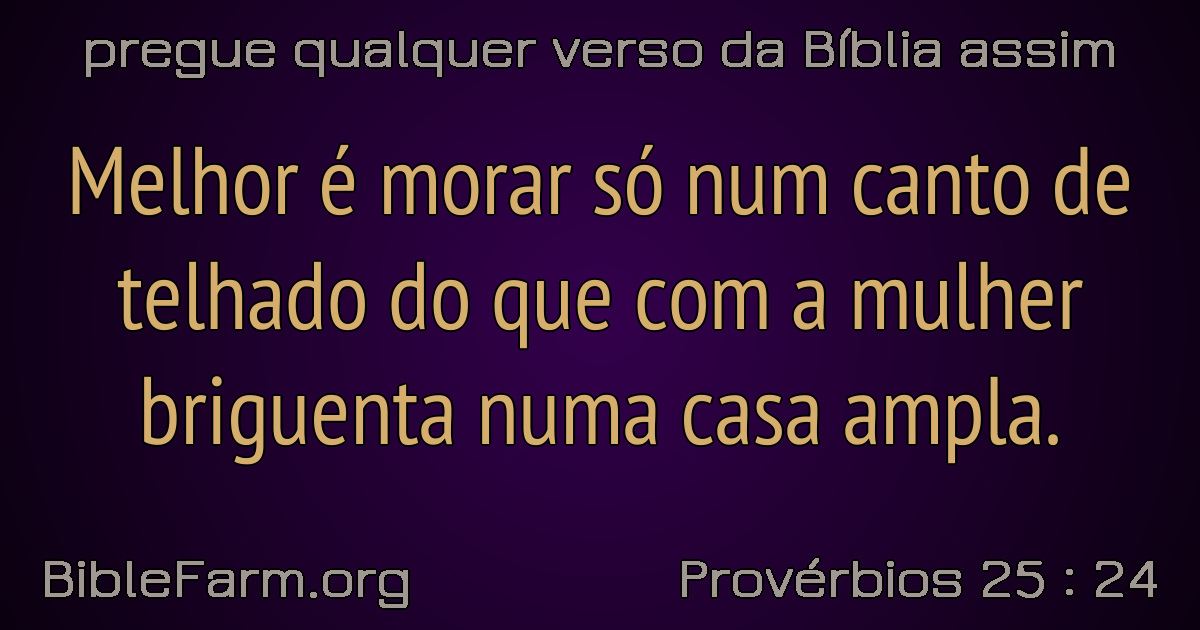 pregue qualquer verso da Bíblia assim
Melhor é morar só num canto de
telhado do que com a mulher
briguenta numa casa ampla.
BibleFarm.org
Provérbios 25 : 24